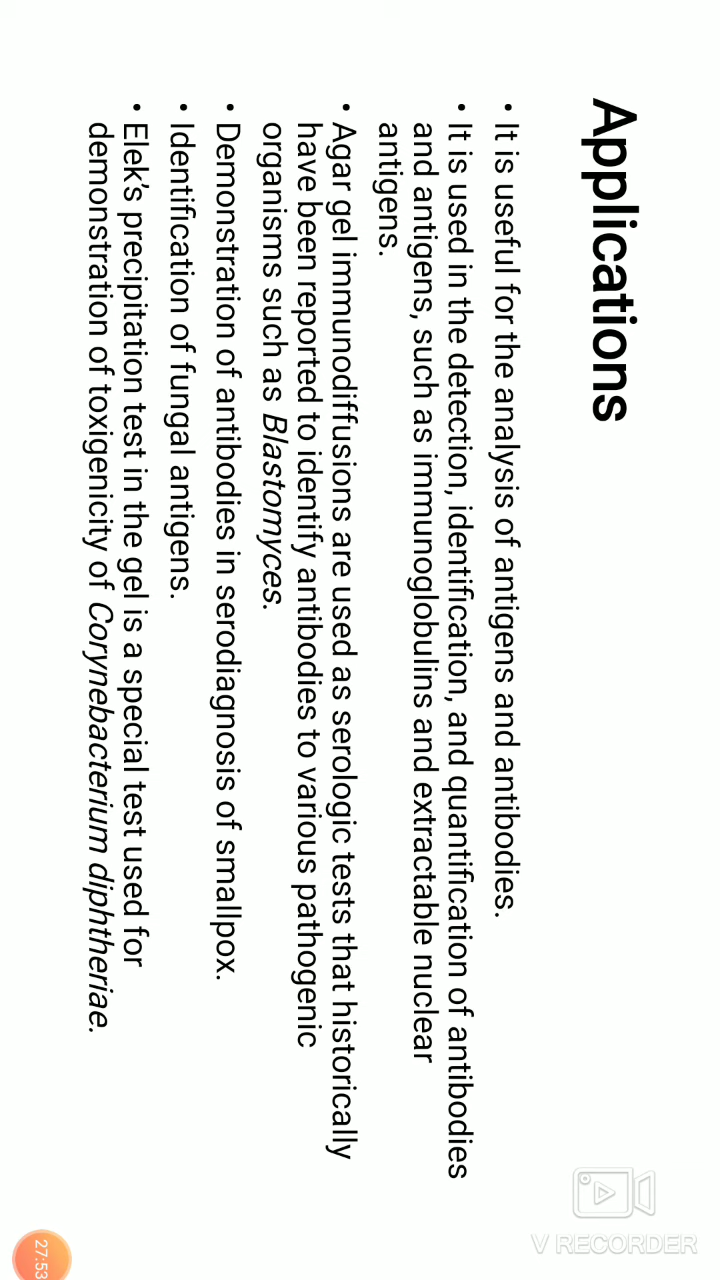 Applications
• It is useful for the analysis of antigens and antibodies.
• It is used in the detection, identification, and quantification of antibodies
and antigens, such as immunoglobulins and extractable nuclear
antigens.
• Agar gel immunodiffusions are used as serologic tests that historically
have been reported to identify antibodies to various pathogenic
organisms such as Blastomyces.
• Demonstration of antibodies in serodiagnosis of smallpox.
• Identification of fungal antigens.
• Elek's precipitation test in the gel is a special test used for
demonstration of toxigenicity of Corynebacterium diphtheriae.
V RECORDER
27:53